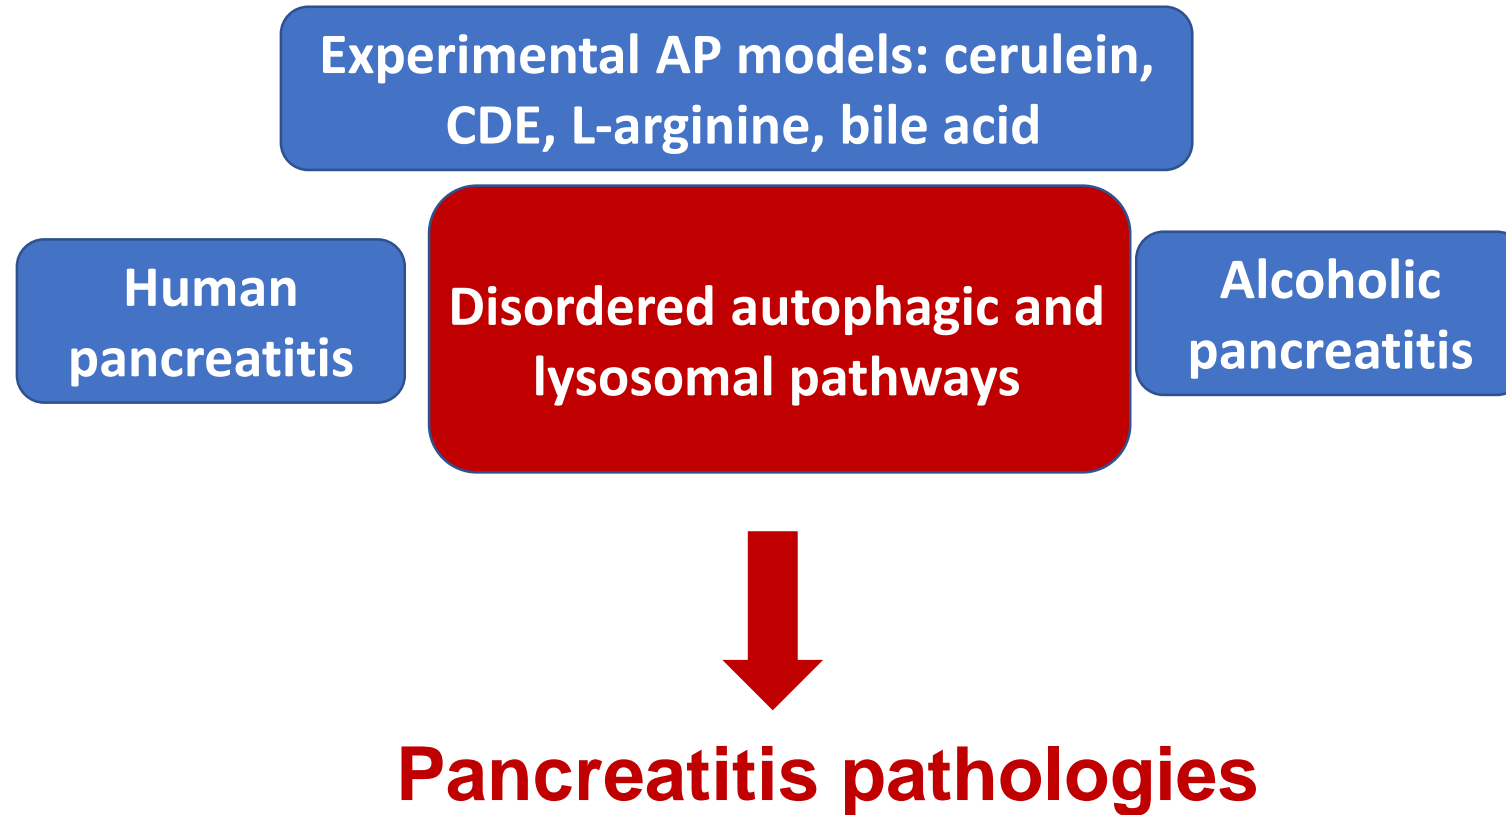 Experimental AP models: cerulein,
CDE, L-arginine, bile acid
Human
pancreatitis
Disordered autophagic and
lysosomal pathways
Alcoholic
pancreatitis
Pancreatitis pathologies